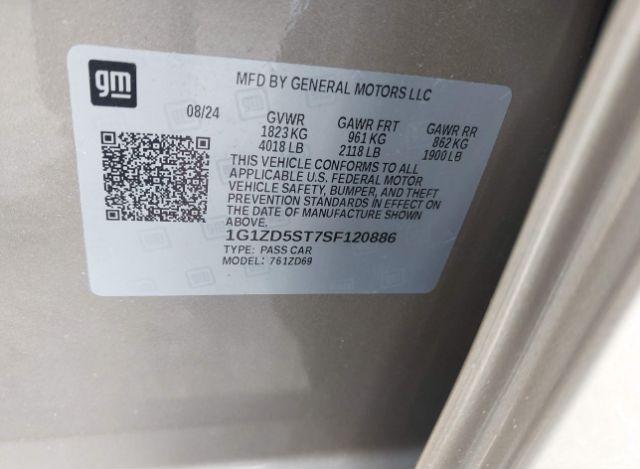 gm
MFD BY GENERAL MOTORS LLC
08/24
GVWR GAWR FRT GAWR RR
1823 KG 961 KG 862 KG
4018 LB 2118 LB 1900 LB
THIS VEHICLE CONFORMS TO ALL
APPLICABLE U.S. FEDERAL MOTOR
VEHICLE SAFETY, BUMPER, AND THEFT
PREVENTION STANDARDS IN EFFECT ON
THE DATE OF MANUFACTURE SHOWN
ABOVE.
1G1ZD5ST7SF120886
TYPE: PASS CAR
MODEL: 761ZD69